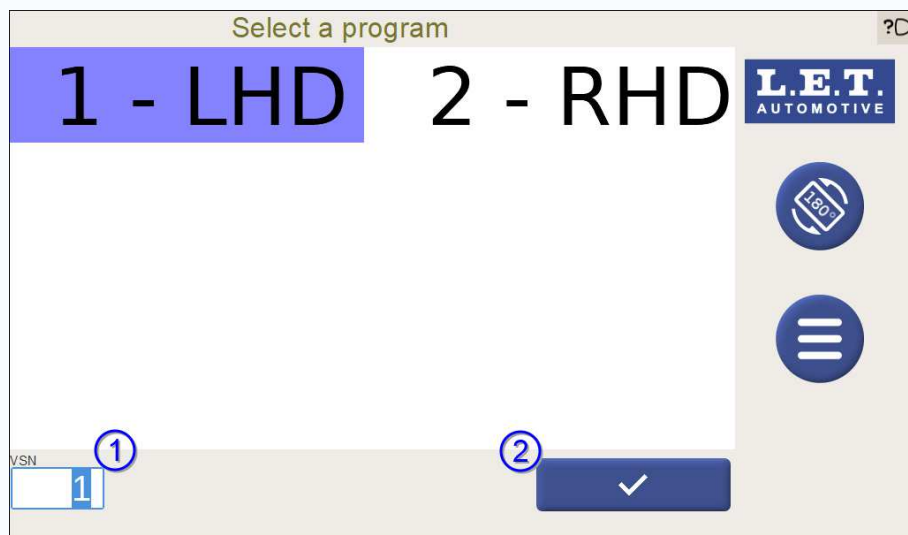 Select a program
?
1 - LHD 2 - RHD
L.E.T.
AUTOMOTIVE
180°
VSN
1
1
2